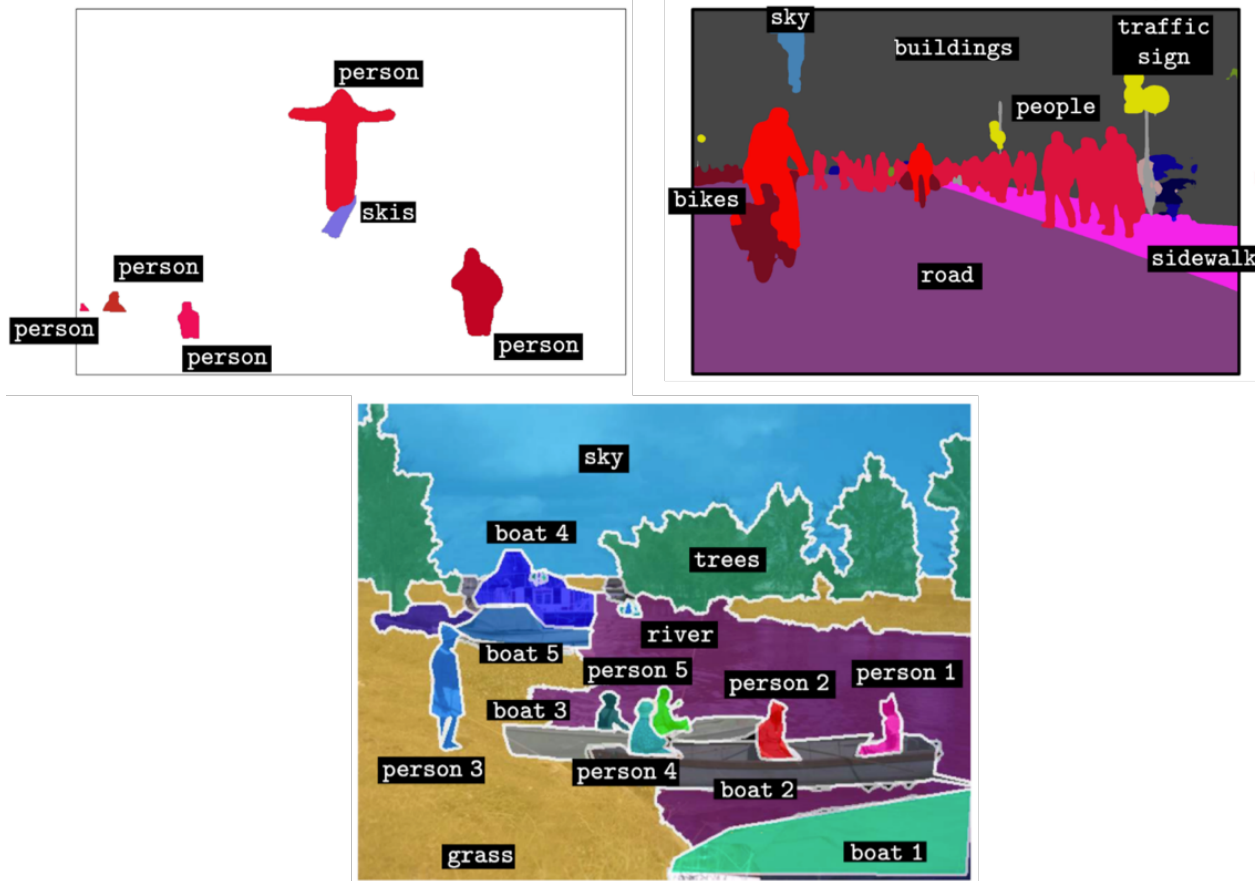 person
skis
person
person
person
person
sky
buildings
traffic
sign
people
bikes
sidewalk
road
sky
boat 4
trees
river
boat 5
person 5
person 2
person 1
boat 3
person 3
person 4
boat 2
grass
boat 1